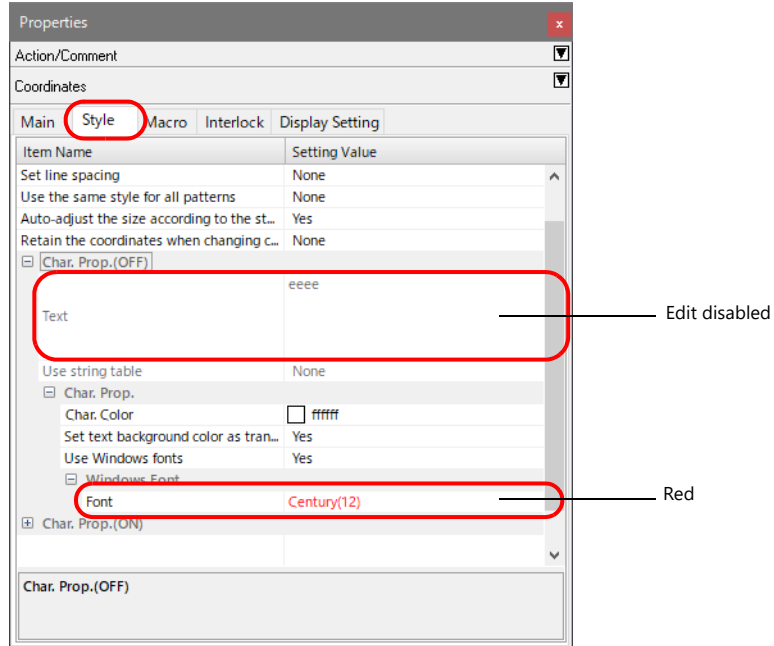 Properties x
Action/Comment
Coordinates
Main Style Macro Interlock Display Setting
Item Name Setting Value
Set line spacing None
Use the same style for all patterns None
Auto-adjust the size according to the st... Yes
Retain the coordinates when changing c... None
Char. Prop.(OFF)
eeee
Text
Edit disabled
Use string table None
Char. Prop.
Char. Color ffffff
Set text background color as tran... Yes
Use Windows fonts Yes
Windows Font
Font Century(12)
Red
Char. Prop.(ON)
Char. Prop.(OFF)